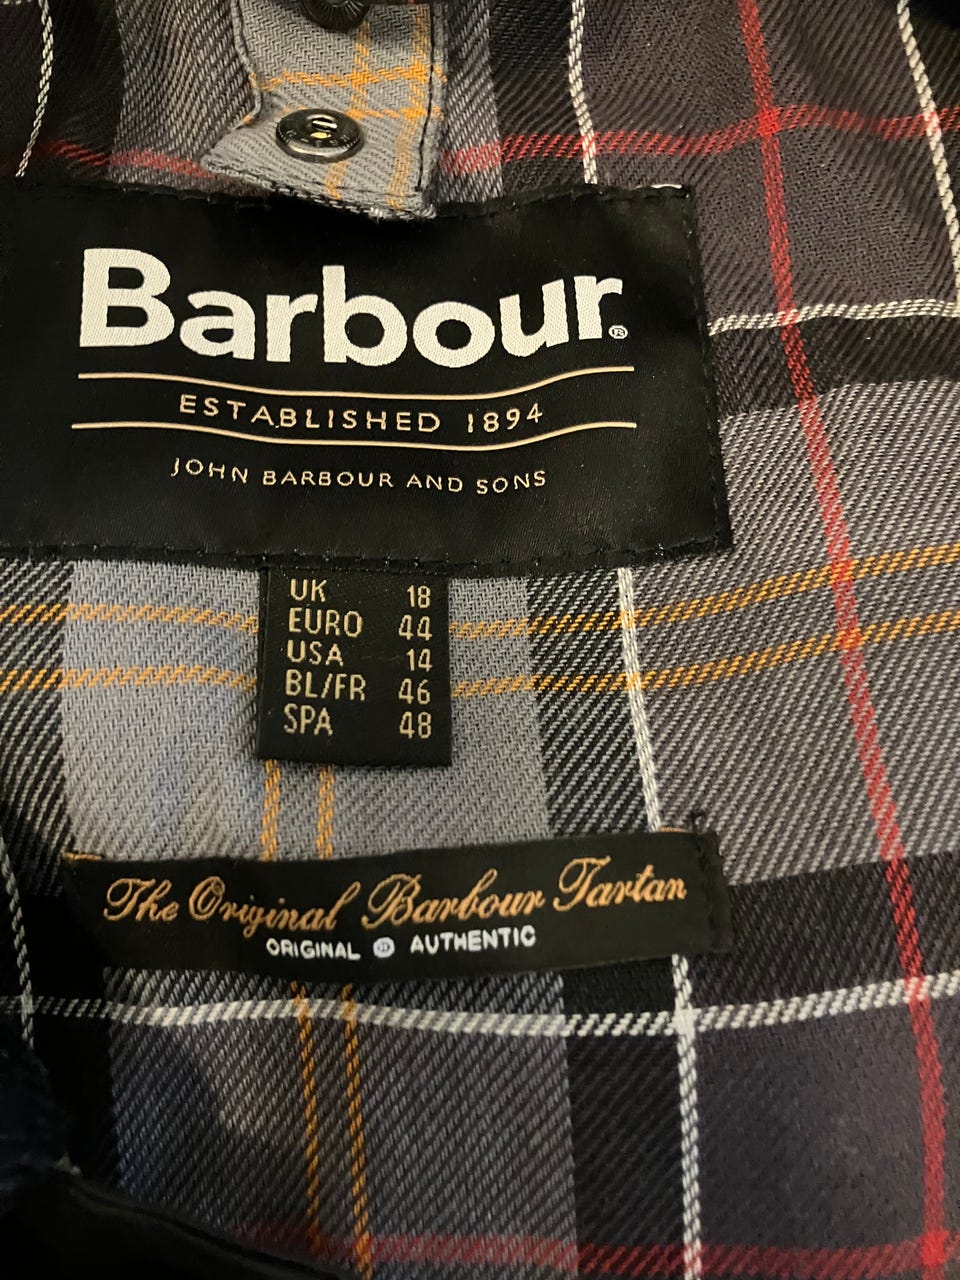 Barbour®
ESTABLISHED 1894
JOHN BARBOUR AND SONS
UK 18
EURO 44
USA 14
BL/FR 46
SPA 48
The Original Barbour Tartan
ORIGINAL AUTHENTIC